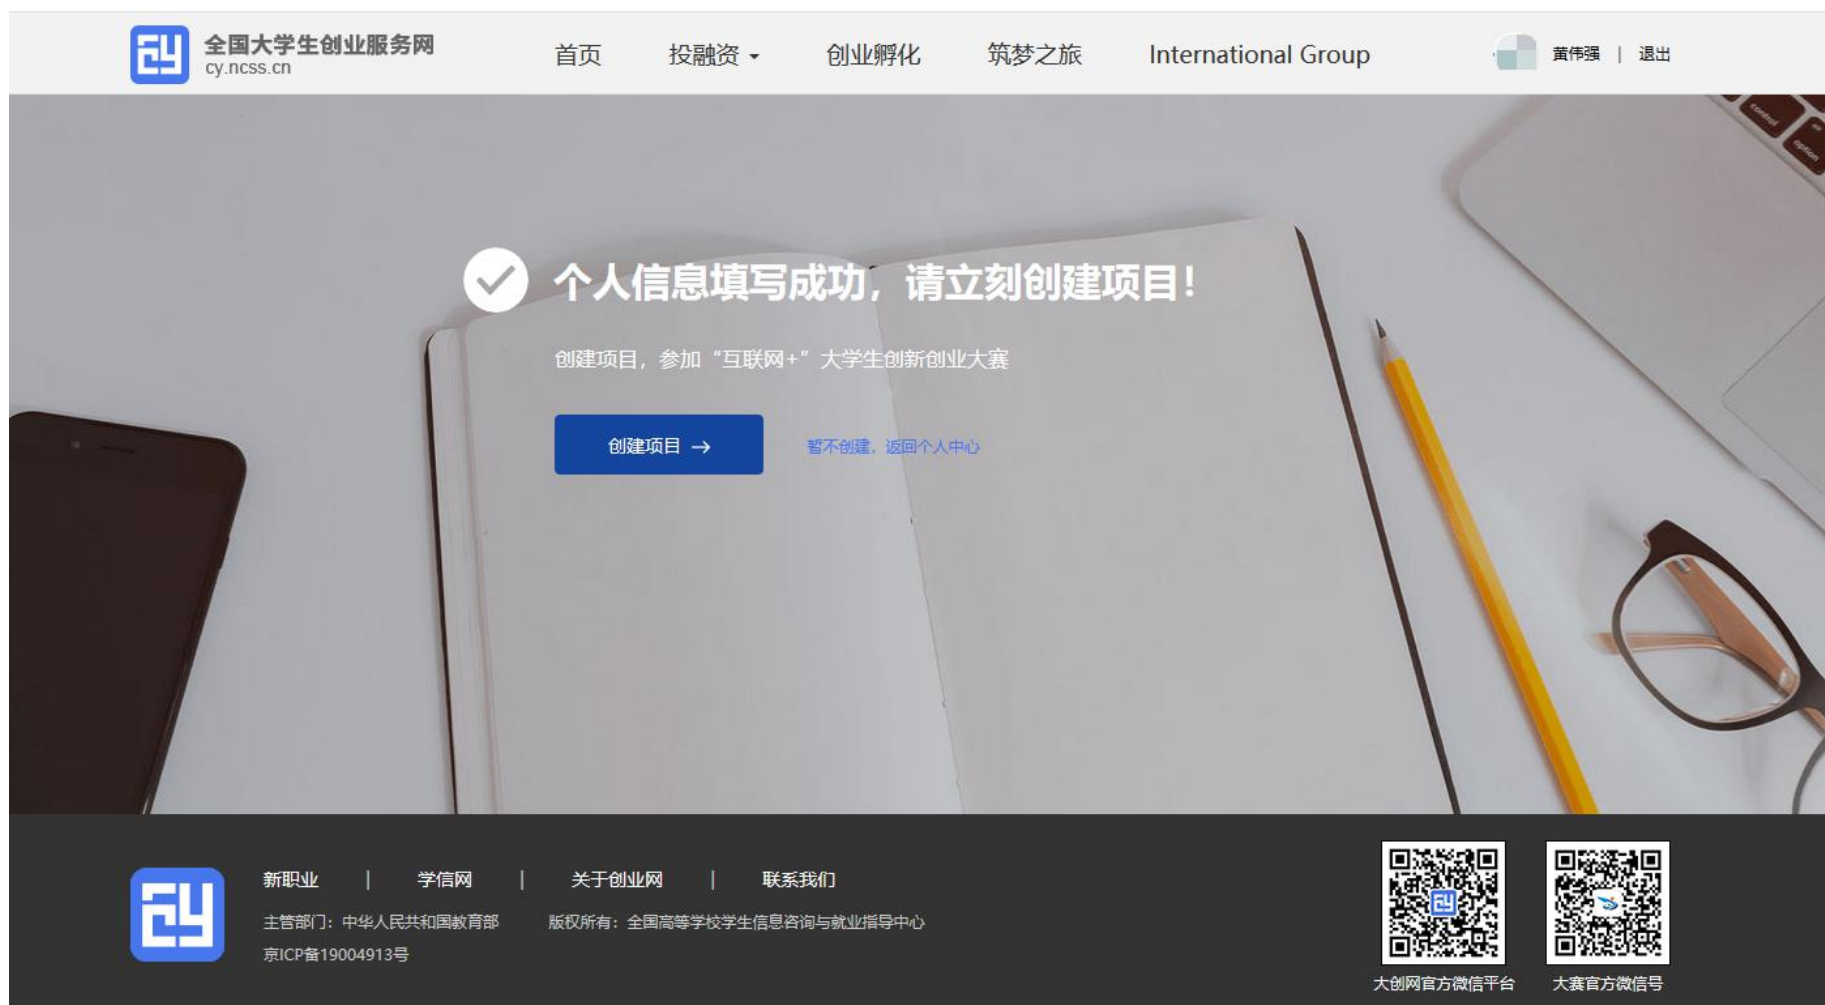 全国大学生创业服务网
cy.ncss.cn
首页 投融资 创业孵化 筑梦之旅 International Group 黄伟强 | 退出
control
option
个人信息填写成功，请立刻创建项目！
创建项目，参加“互联网+”大学生创新创业大赛
创建项目 → 暂不创建，返回个人中心
新职业 | 学信网 | 关于创业网 | 联系我们
主管部门：中华人民共和国教育部 版权所有：全国高等学校学生信息咨询与就业指导中心
京ICP备19004913号
大创网官方微信平台 大赛官方微信号